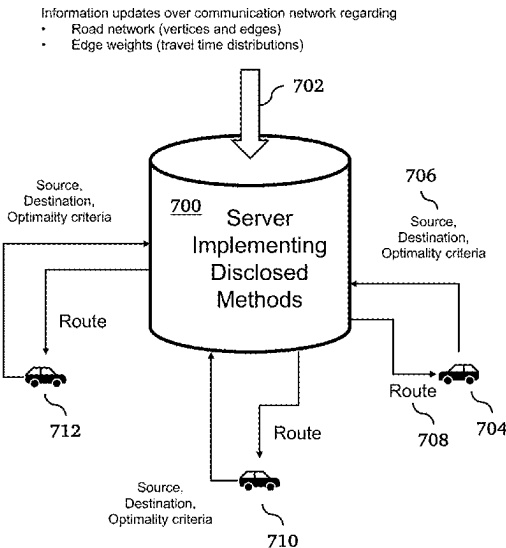 Information updates over communication network regarding
• Road network (vertices and edges)
• Edge weights (travel time distributions)
702
706
Source,
Destination,
Optimality criteria
700
Server
Implementing
Disclosed
Methods
Source,
Destination,
Optimality criteria
Route
Route
708
704
712
Route
Source,
Destination,
Optimality criteria
710